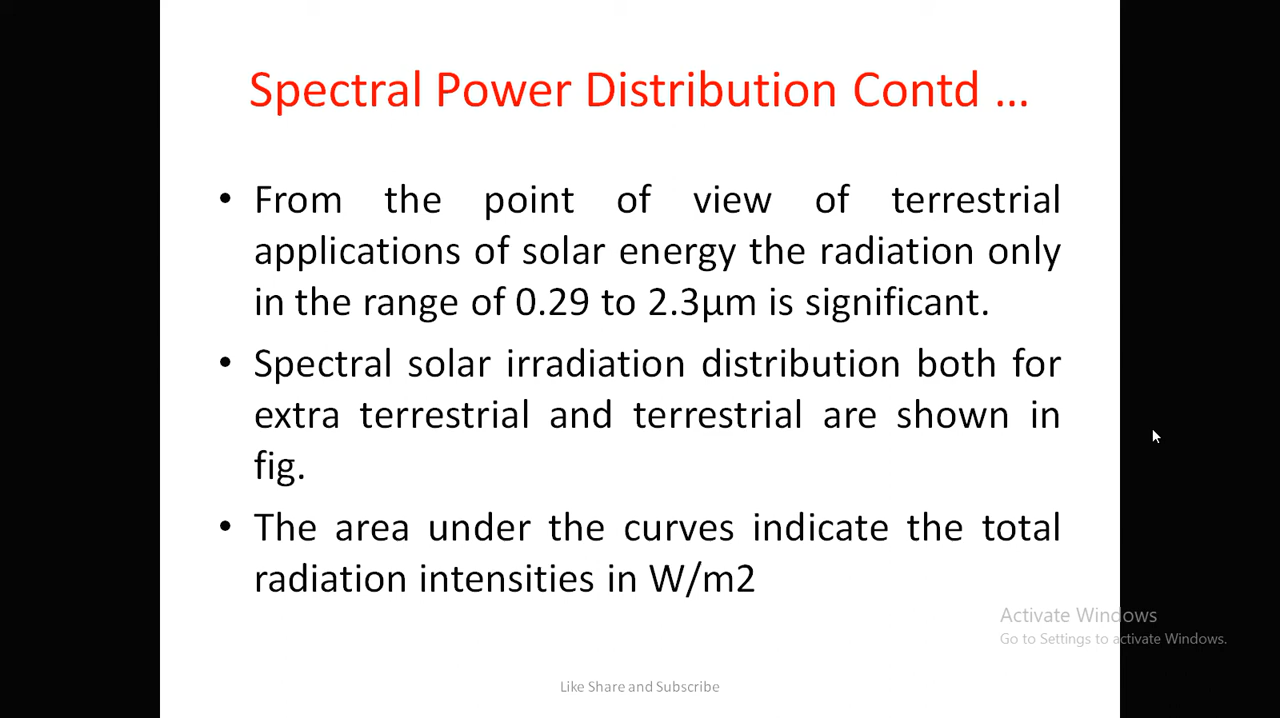 Spectral Power Distribution Contd ...
• From the point of view of terrestrial
applications of solar energy the radiation only
in the range of 0.29 to 2.3µm is significant.
• Spectral solar irradiation distribution both for
extra terrestrial and terrestrial are shown in
fig.
• The area under the curves indicate the total
radiation intensities in W/m2
Activate Windows
Go to Settings to activate Windows.
Like Share and Subscribe